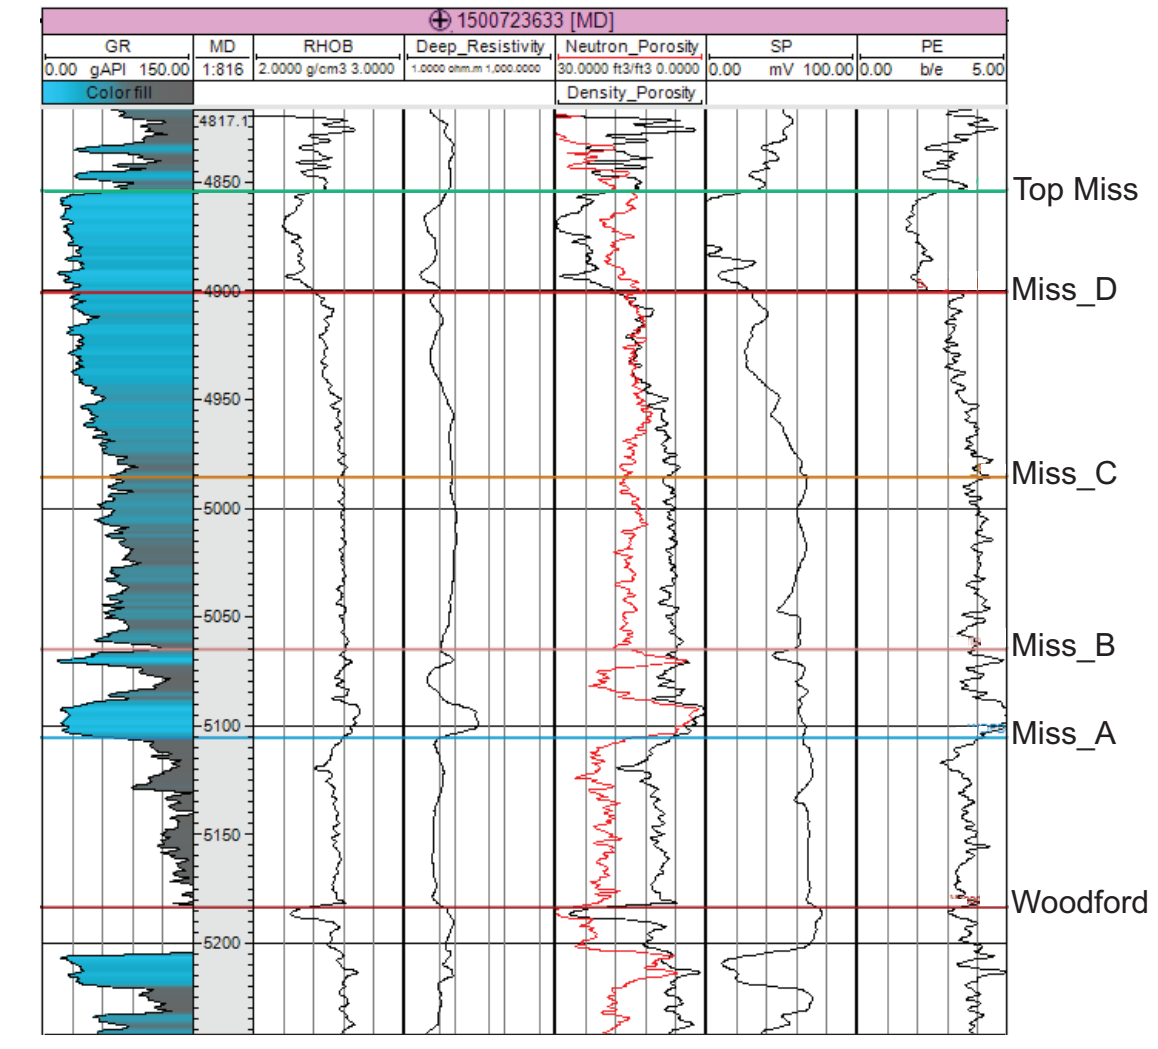 1500723633 [MD]
GR MD RHOB Deep_Resistivity Neutron_Porosity SP PE
0.00 gAPI 150.00 1:816 2.0000 g/cm3 3.0000 1.0000 ohm.m 1,000.0000 30.0000 ft3/ft3 0.0000 0.00 mV 100.00 0.00 b/e 5.00
Color fill Density_Porosity
4817.1
4850
Top Miss
4900
Miss_D
4950
Miss_C
5000
5050
Miss_B
5100
Miss_A
5150
Woodford
5200